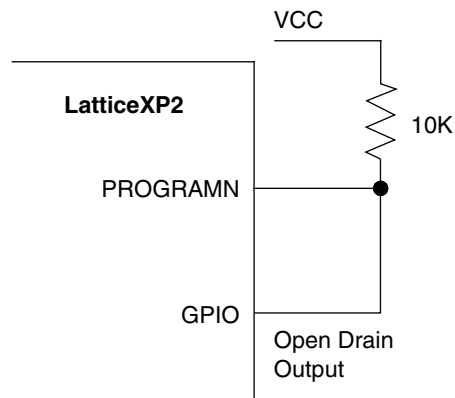 VCC
LatticeXP2
10K
PROGRAMN
GPIO
Open Drain
Output